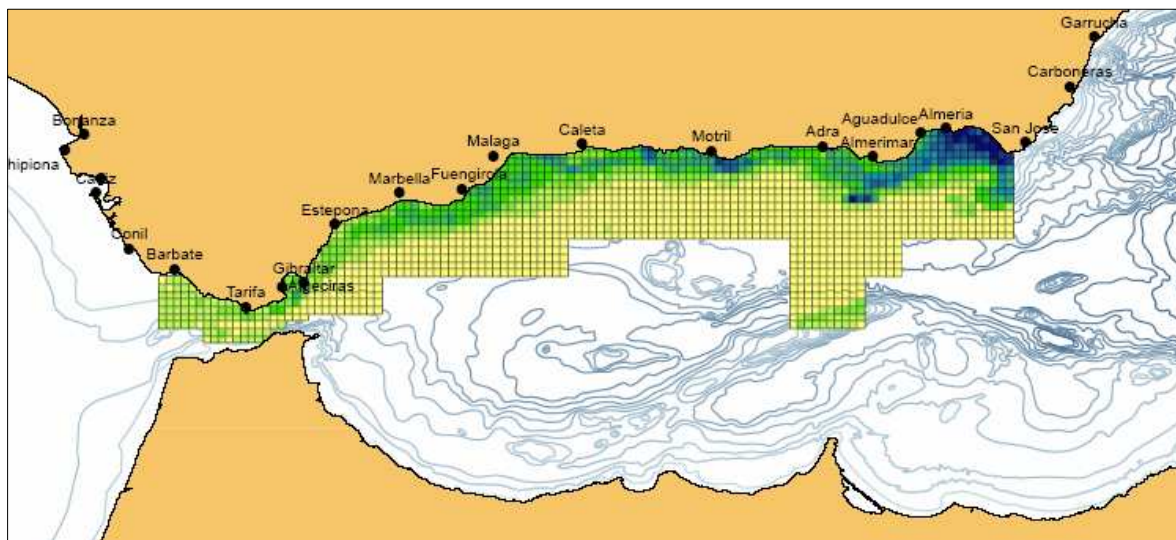 Garrucha
Carboneras
San Jose
Almeria
Aguadulce
Almerimar
Adra
Motril
Caleta
Malaga
Fuengirola
Marbella
Estepona
Gibraltar
Algeciras
Tarifa
Barbate
Conil
Cadiz
hipiona
Bonanza